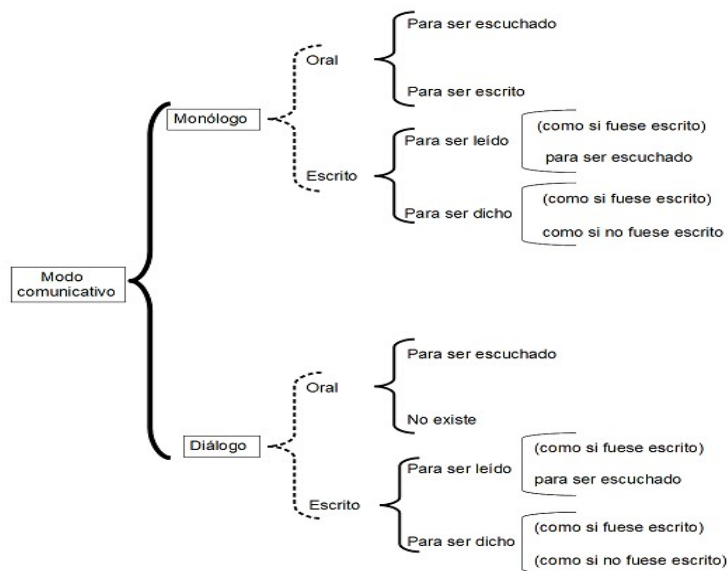 Modo
comunicativo
Monólogo
Oral
Para ser escuchado
Para ser escrito
Escrito
Para ser leído
(como si fuese escrito)
para ser escuchado
Para ser dicho
(como si fuese escrito)
como si no fuese escrito
Diálogo
Oral
Para ser escuchado
No existe
Escrito
Para ser leído
(como si fuese escrito)
para ser escuchado
Para ser dicho
(como si fuese escrito)
(como si no fuese escrito)